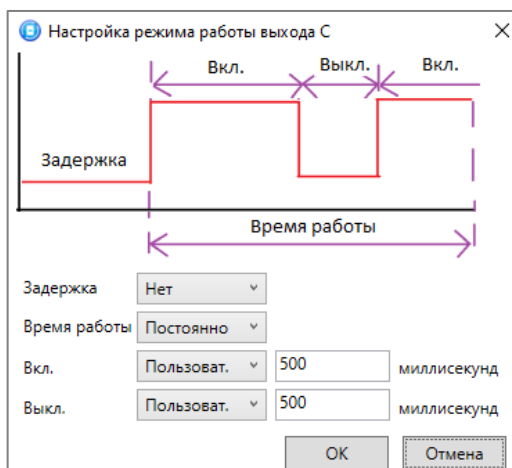 Настройка режима работы выхода C
Вкл. Выкл. Вкл.
Задержка
Время работы
Задержка Нет
Время работы Постоянно
Вкл. Пользоват. 500 миллисекунд
Выкл. Пользоват. 500 миллисекунд
OK Отмена